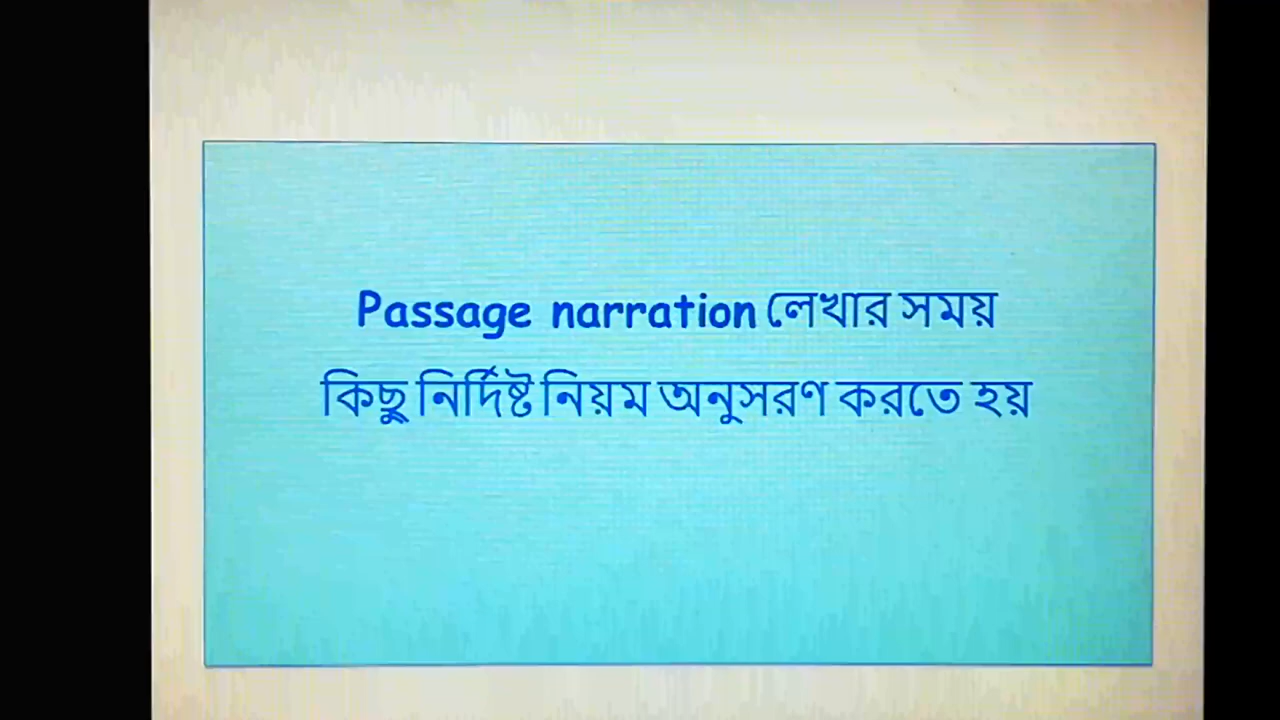 Passage narration লেখার সময়
কিছু নির্দিষ্ট নিয়ম অনুসরণ করতে হয়